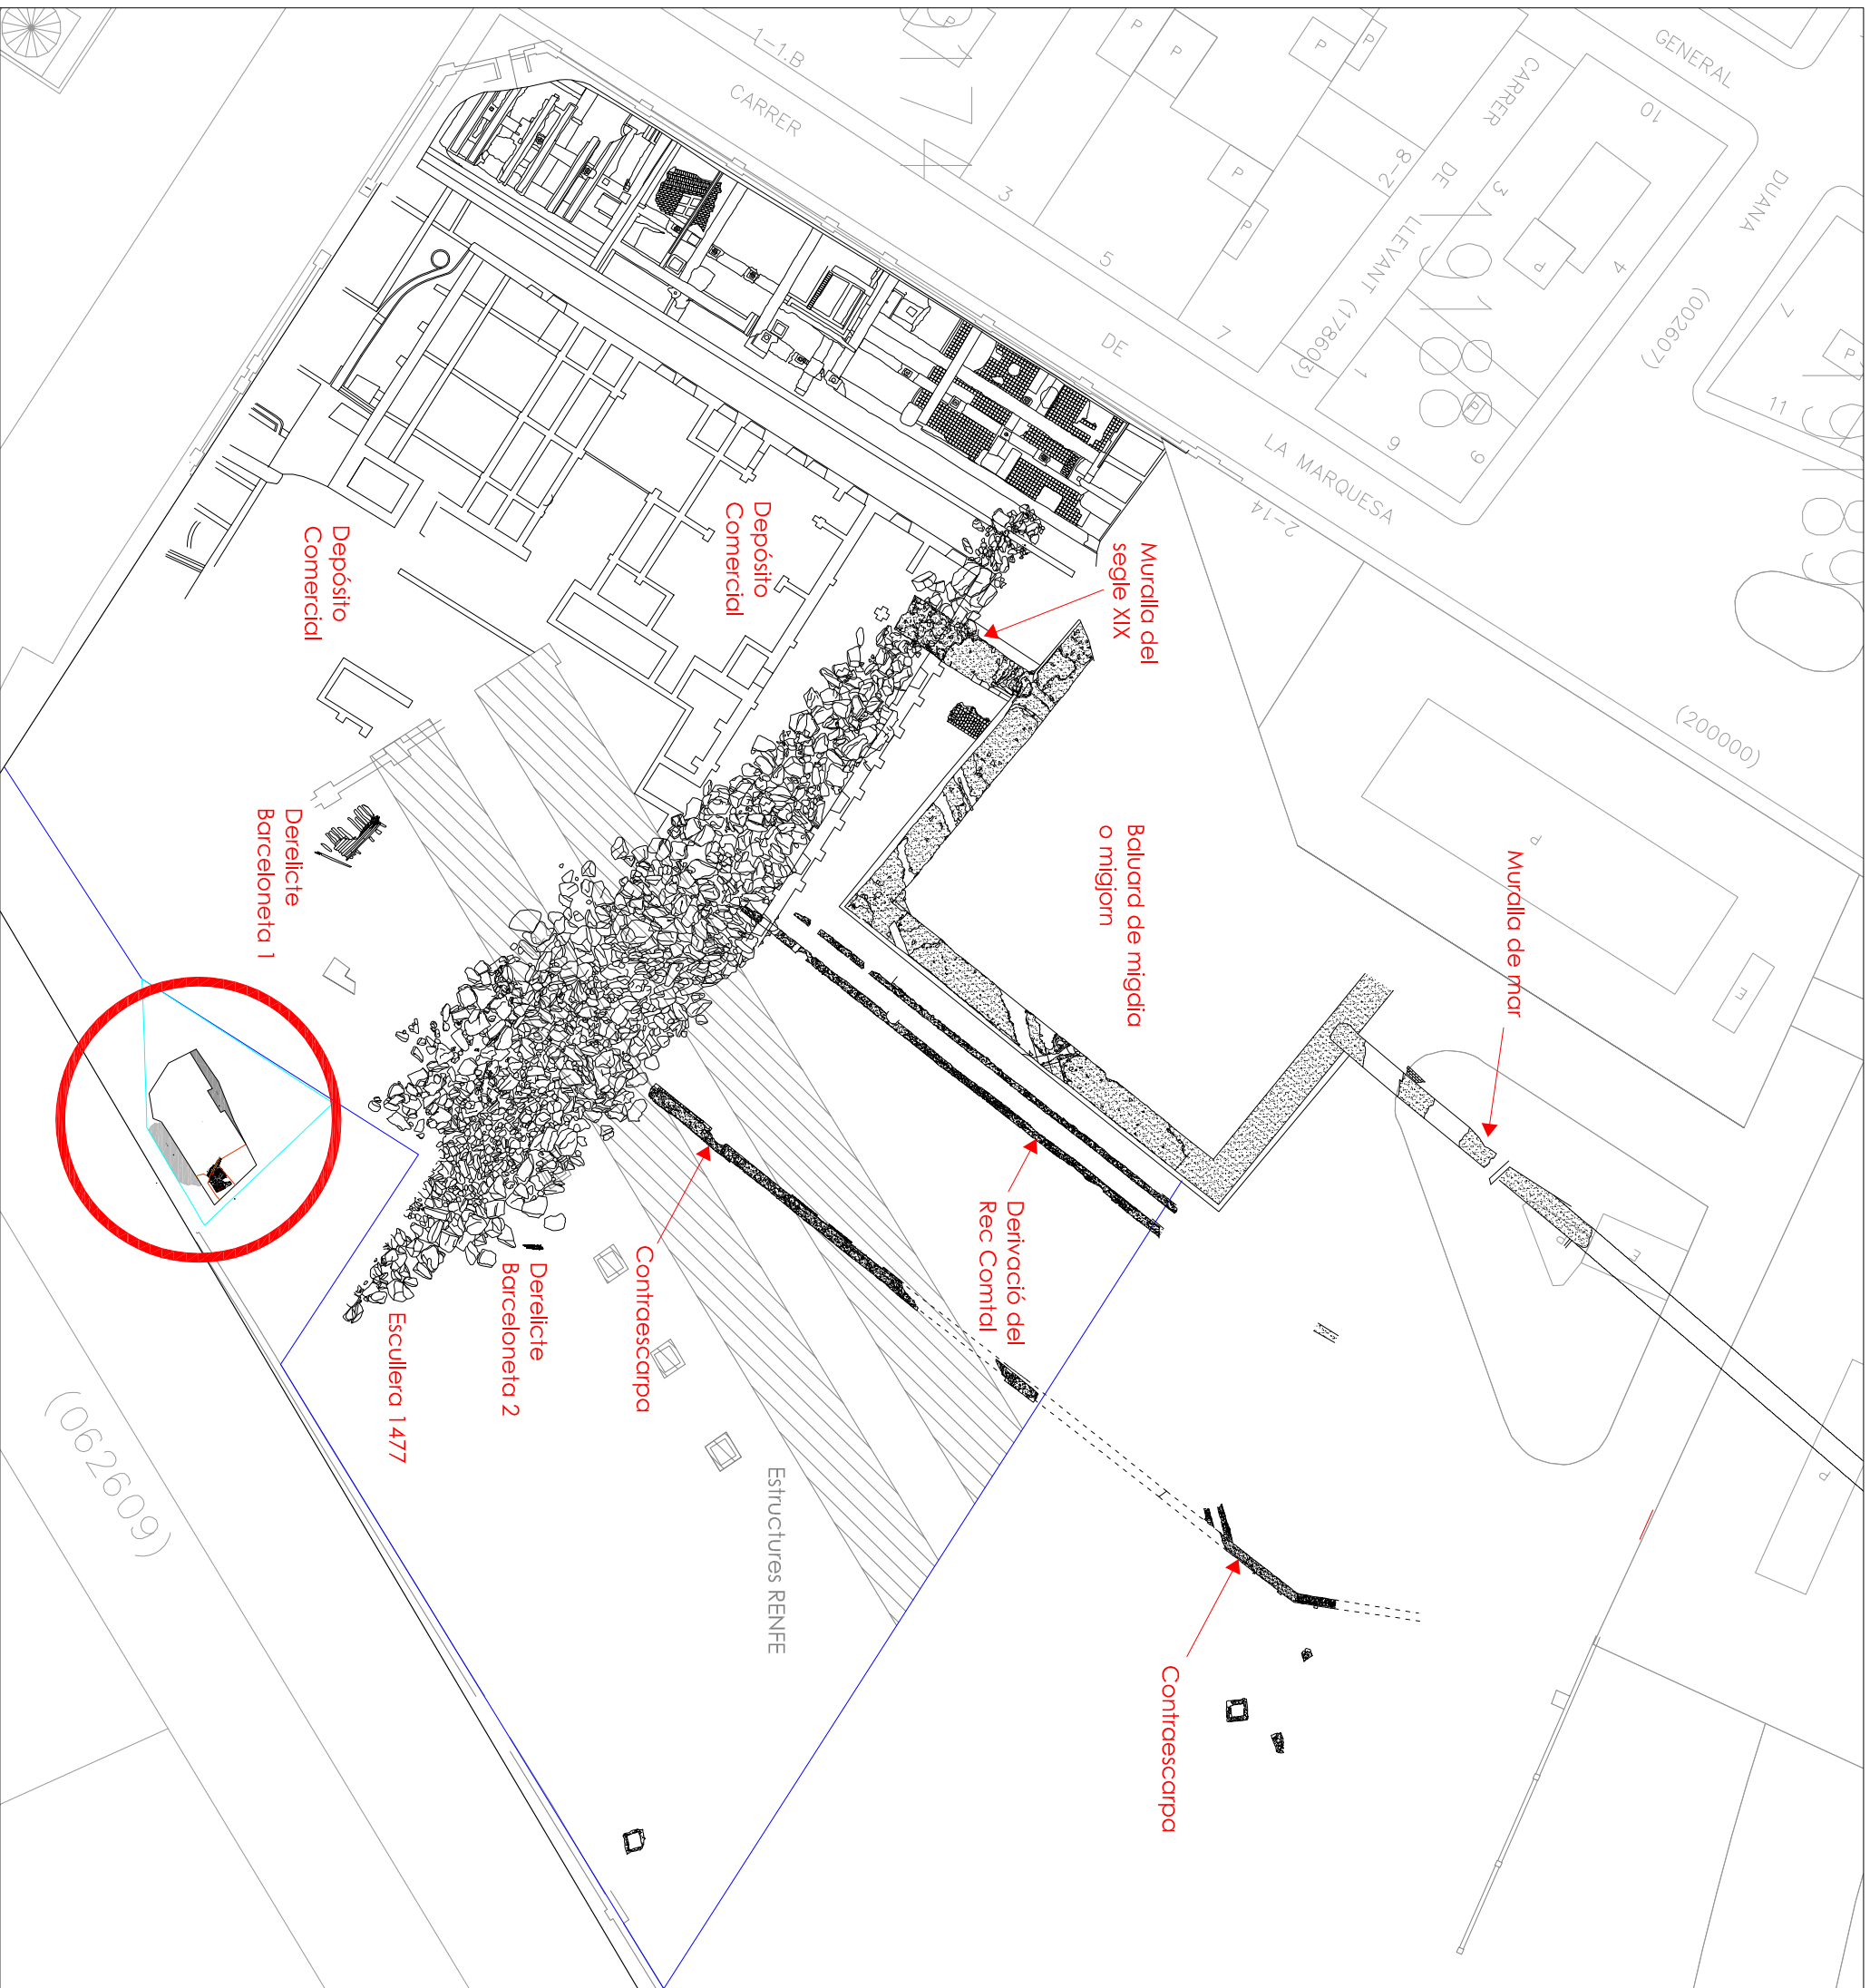 1-1.B
CARRER
3
5
DE
7
LA MARQUESA
2-14
(200000)
8-2
CARRER
DE
LLEVANT (178603)
GENERAL
DUANA
(002607)
10
3
4
1
6
9
7
11
91188
P
P
P
P
P
P
P
P
P
P
P
P
E
E
P
P
Muralla del
segle XIX
Baluard de migdia
o migjorn
Muralla de mar
Depósito
Comercial
Depósito
Comercial
Derelicte
Barceloneta 1
Derelicte
Barceloneta 2
Escullera 1477
Contraescarpa
Derivació del
Rec Comtal
Contraescarpa
Estructures RENFE
(062609)